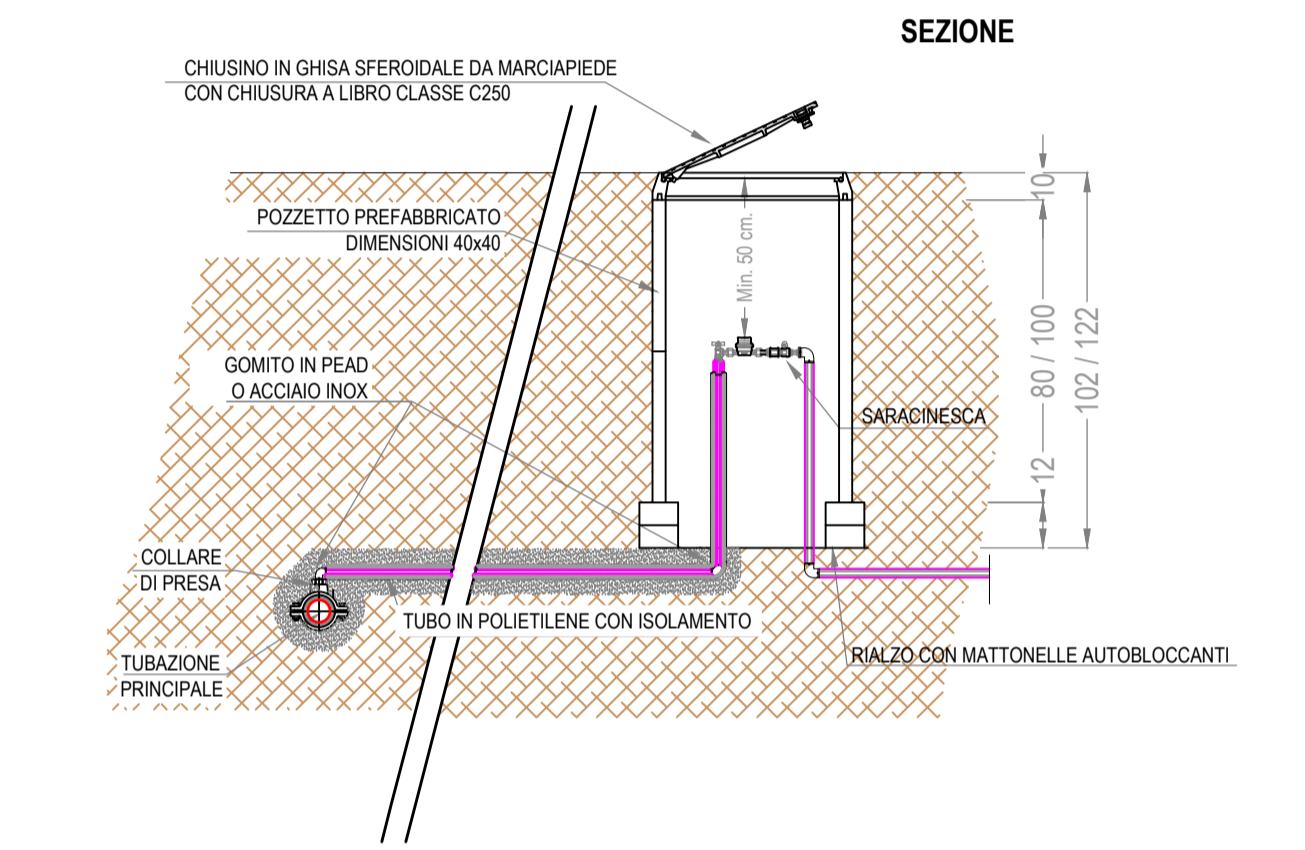 SEZIONE
CHIUSINO IN GHISA SFEROIDALE DA MARCIAPIEDE
CON CHIUSURA A LIBRO CLASSE C250
POZZETTO PREFABBRICATO
DIMENSIONI 40x40
10
Min. 50 cm.
80 / 100
102 / 122
GOMITO IN PEAD
O ACCIAIO INOX
SARACINESCA
12
COLLARE
DI PRESA
TUBO IN POLIETILENE CON ISOLAMENTO
TUBAZIONE
PRINCIPALE
RIALZO CON MATTONELLE AUTOBLOCCANTI